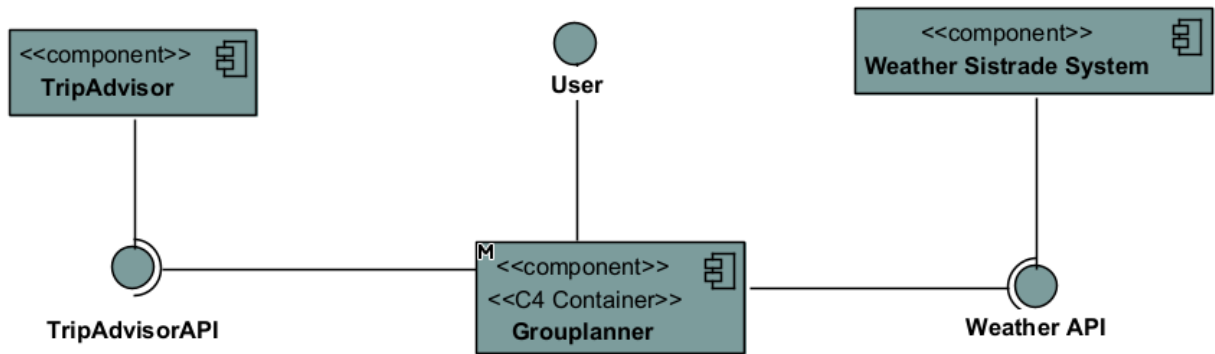 <<component>>
TripAdvisor
User
<<component>>
Weather Sistrade System
TripAdvisorAPI
M
<<component>>
<<C4 Container>>
Grouplanner
Weather API